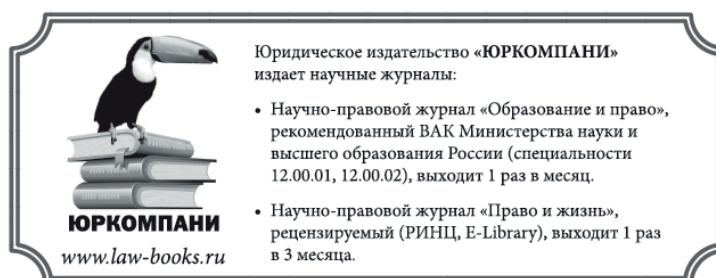 ЮРКОМПАНИ
www.law-books.ru
Юридическое издательство «ЮРКОМПАНИ»
издает научные журналы:
• Научно-правовой журнал «Образование и право»,
рекомендованный ВАК Министерства науки и
высшего образования России (специальности
12.00.01, 12.00.02), выходит 1 раз в месяц.
• Научно-правовой журнал «Право и жизнь»,
рецензируемый (РИНЦ, E-Library), выходит 1 раз
в 3 месяца.